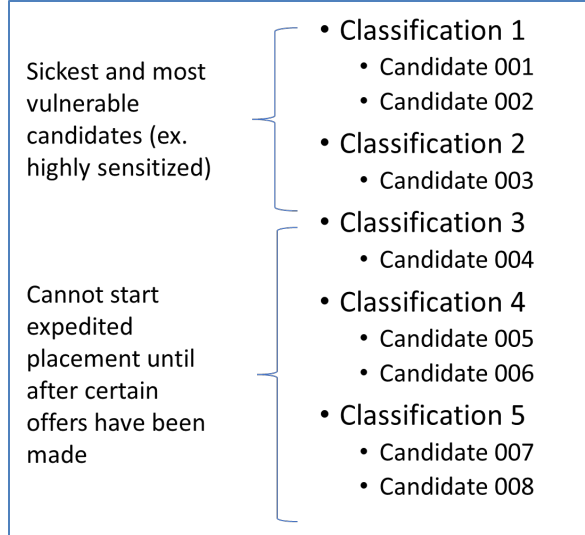 Sickest and most
vulnerable
candidates (ex.
highly sensitized)
• Classification 1
• Candidate 001
• Candidate 002
• Classification 2
• Candidate 003
Cannot start
expedited
placement until
after certain
offers have been
made
• Classification 3
• Candidate 004
• Classification 4
• Candidate 005
• Candidate 006
• Classification 5
• Candidate 007
• Candidate 008